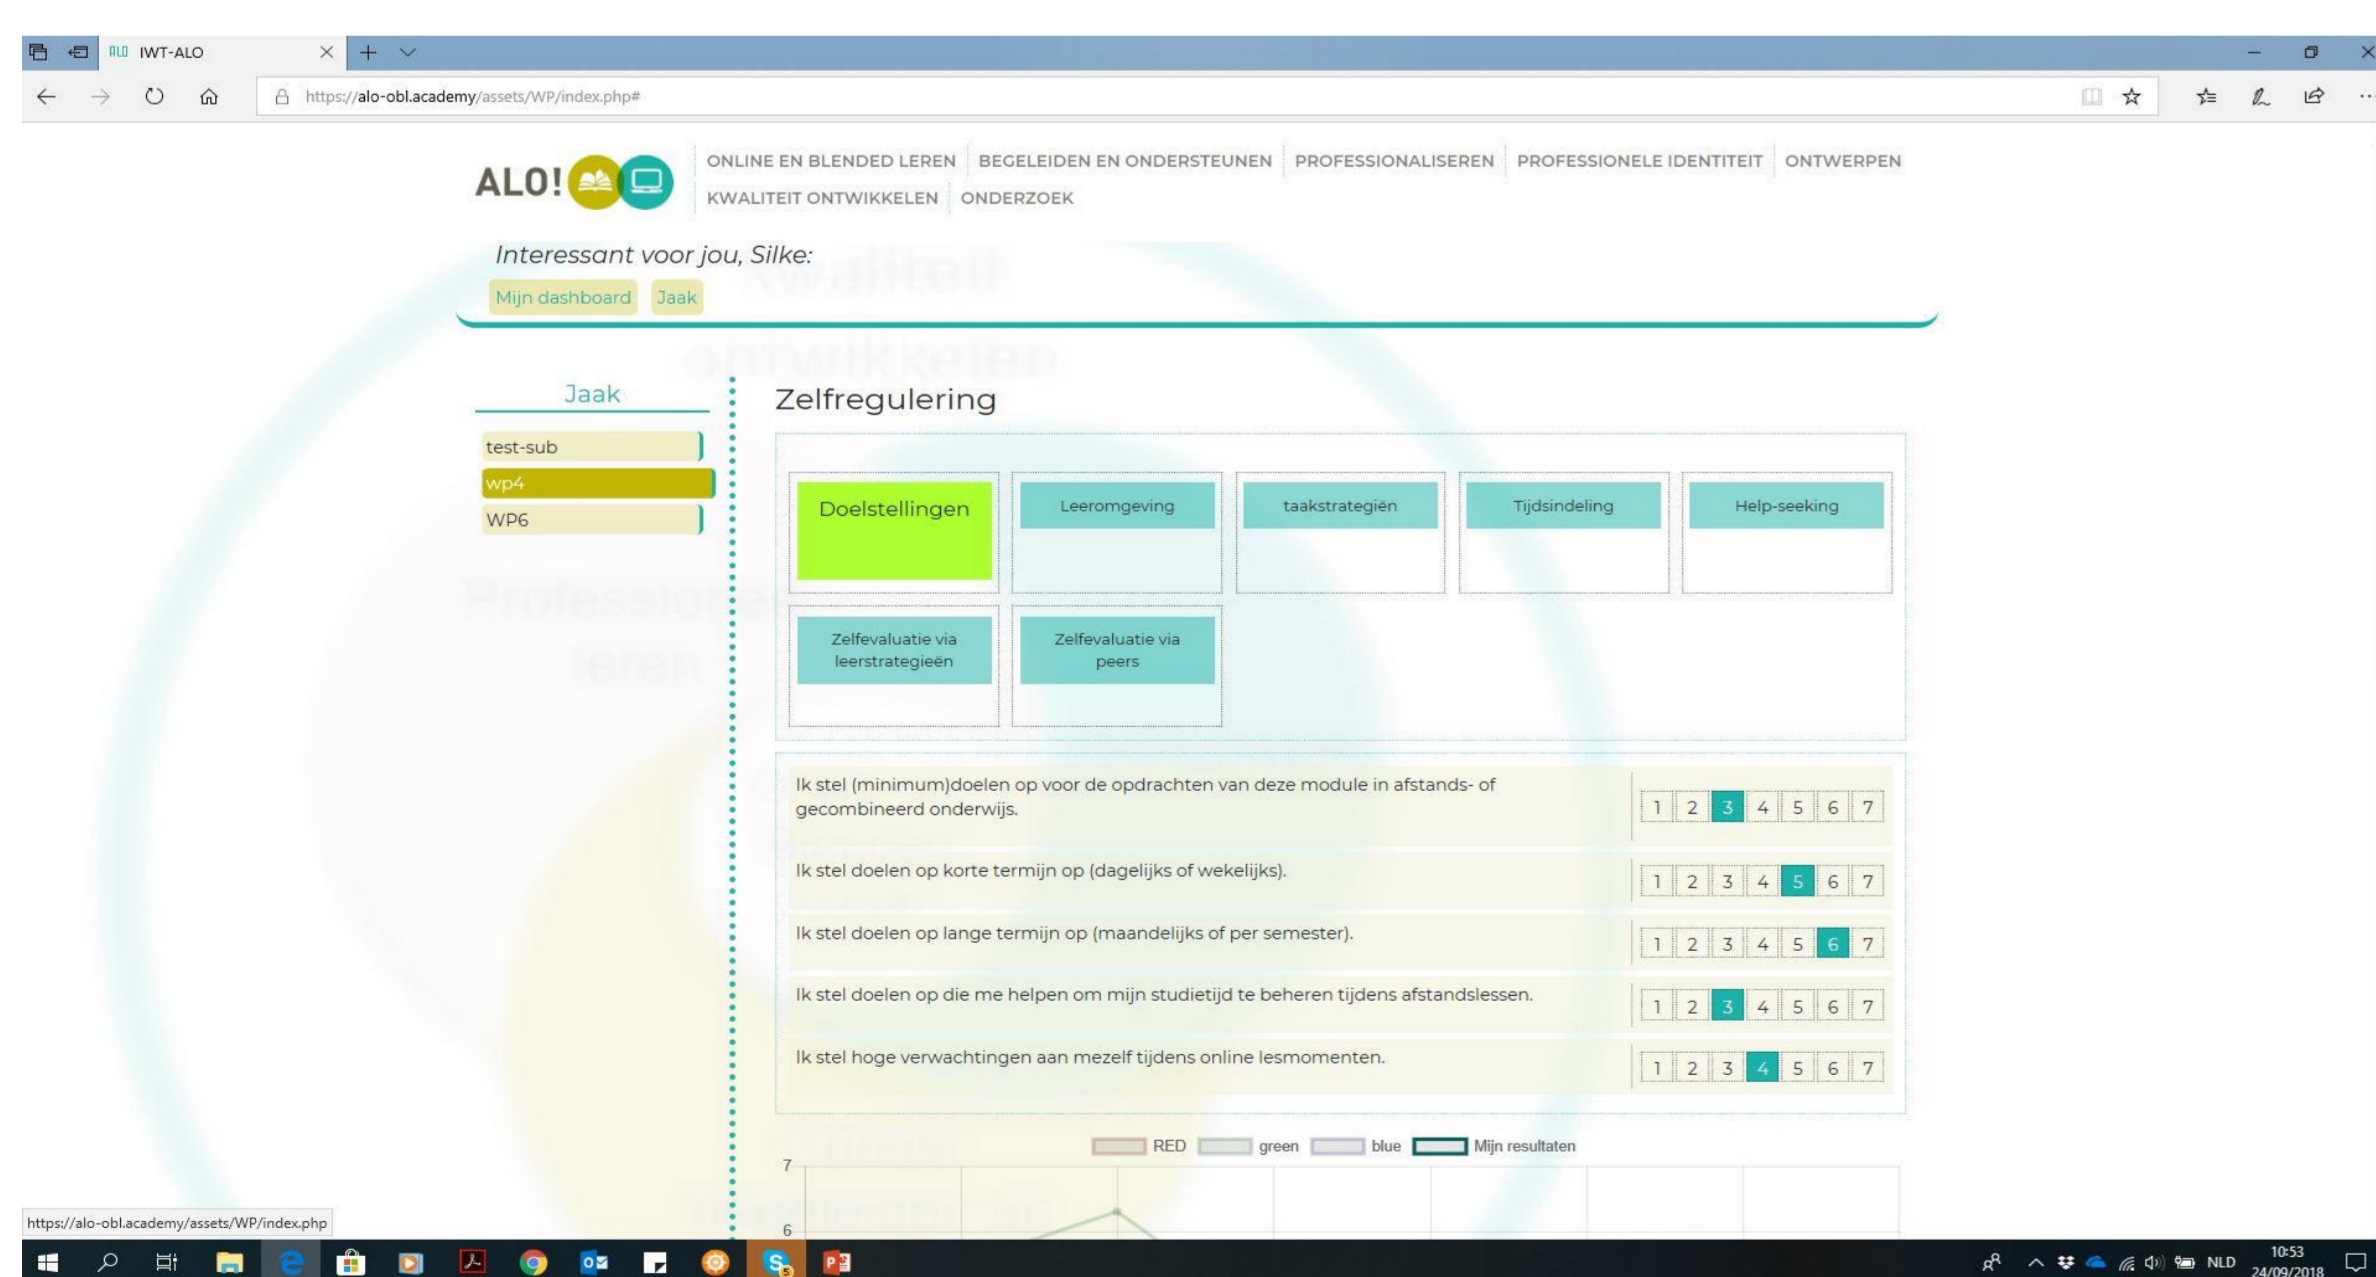 ALO IWT-ALO
https://alo-obl.academy/assets/WP/index.php#
ALO!
ONLINE EN BLENDED LEREN BEGELEIDEN EN ONDERSTEUNEN PROFESSIONALISEREN PROFESSIONELE IDENTITEIT ONTWERPEN
KWALITEIT ONTWIKKELEN ONDERZOEK
Interessant voor jou, Silke:
Mijn dashboard Jaak
Kwaliteit
ontwikkelen
Jaak
test-sub
wp4
WP6
Zelfregulering
Doelstellingen Leeromgeving taakstrategiën Tijdsindeling Help-seeking
Zelfevaluatie via
leerstrategieën
Zelfevaluatie via
peers
leren
Ik stel (minimum)doelen op voor de opdrachten van deze module in afstands- of
gecombineerd onderwijs.
1 2 3 4 5 6 7
Ik stel doelen op korte termijn op (dagelijks of wekelijks).
1 2 3 4 5 6 7
Ik stel doelen op lange termijn op (maandelijks of per semester).
1 2 3 4 5 6 7
Ik stel doelen op die me helpen om mijn studietijd te beheren tijdens afstandslessen.
1 2 3 4 5 6 7
Ik stel hoge verwachtingen aan mezelf tijdens online lesmomenten.
1 2 3 4 5 6 7
RED green blue Mijn resultaten
7
6
https://alo-obl.academy/assets/WP/index.php
NLD
10:53
24/09/2018